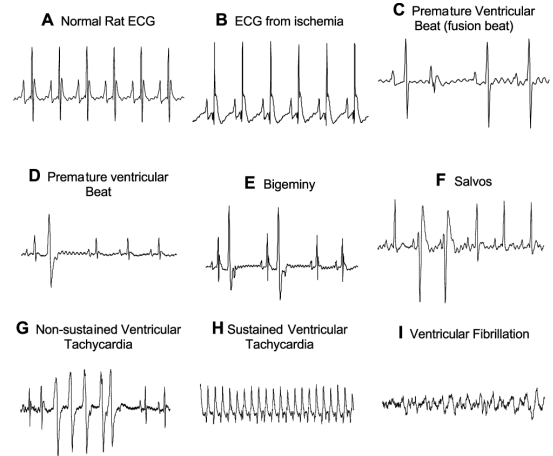 A Normal Rat ECG
B ECG from ischemia
C Premature Ventricular
Beat (fusion beat)
D Premature ventricular
Beat
E Bigeminy
F Salvos
G Non-sustained Ventricular
Tachycardia
H Sustained Ventricular
Tachycardia
I Ventricular Fibrillation